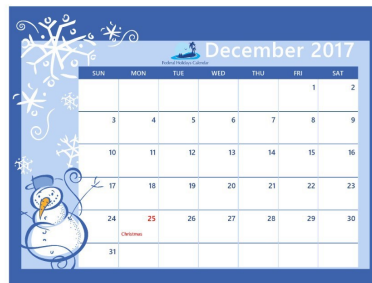 December 2017
Federal Holidays Calendar
SUN MON TUE WED THU FRI SAT
1 2
3 4 5 6 7 8 9
10 11 12 13 14 15 16
17 18 19 20 21 22 23
24 25 26 27 28 29 30
Christmas
31